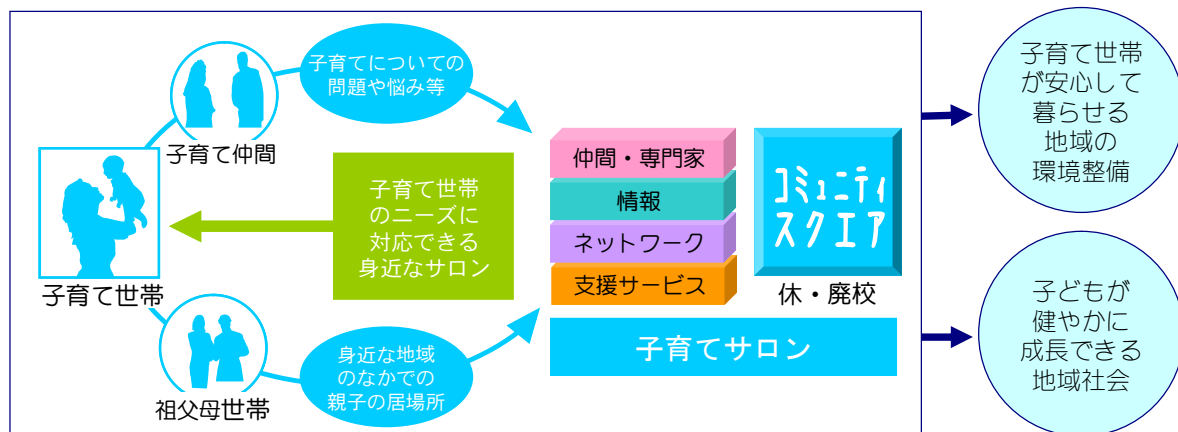 子育てについての
問題や悩み等
子育て仲間
子育て世帯
祖父母世帯
身近な地域
のなかでの
親子の居場所
子育て世帯
のニーズに
対応できる
身近なサロン
仲間・専門家
情報
ネットワーク
支援サービス
コミュニティ
スクエア
休・廃校
子育てサロン
子育て世帯
が安心して
暮らせる
地域の
環境整備
子どもが
健やかに
成長できる
地域社会